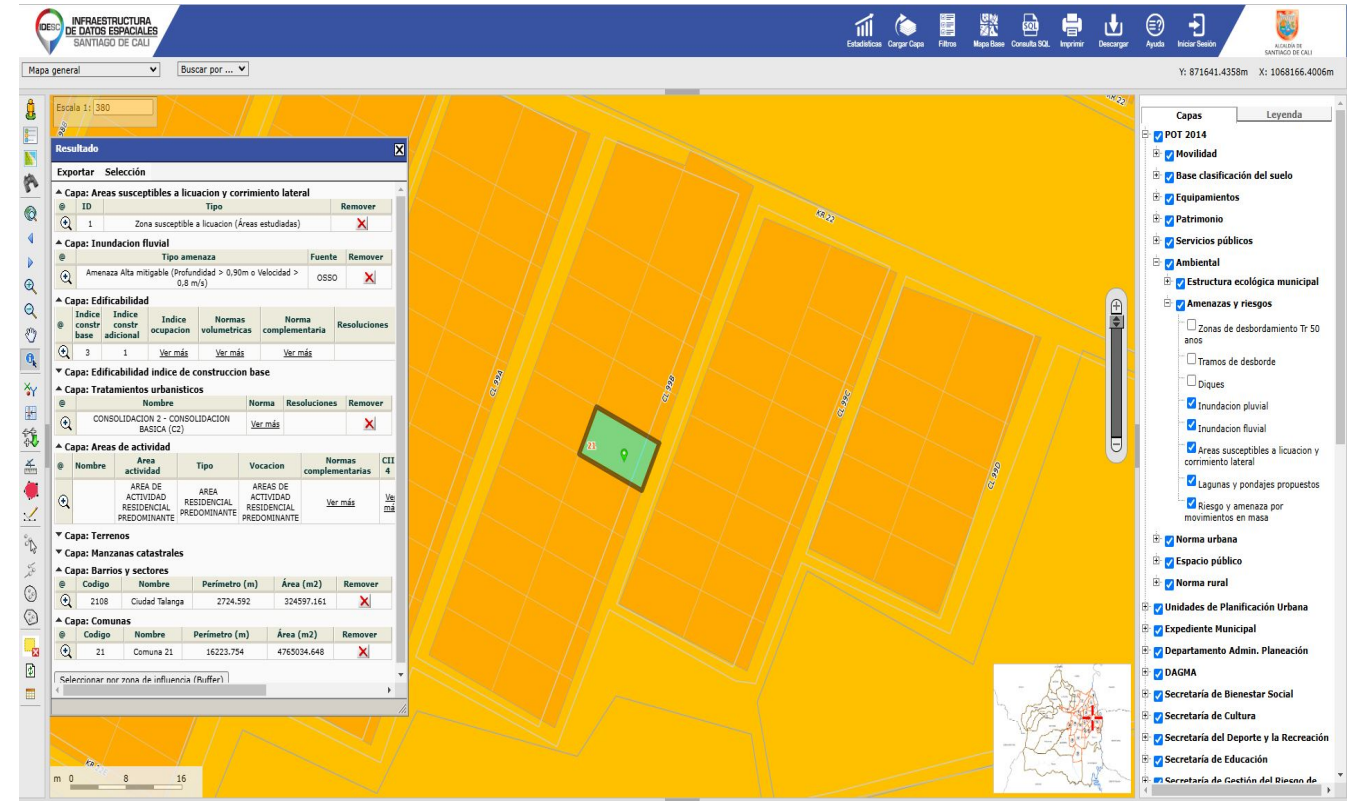 IDESC
INFRAESTRUCTURA
DE DATOS ESPACIALES
SANTIAGO DE CALI
Estadísticas Cargar Capa Filtros Mapa Base Consulta SQL Imprimir Descargar Ayuda Iniciar Sesión
ALCALDÍA DE
SANTIAGO DE CALI
Mapa general Buscar por ... Y: 871641.4358m X: 1068166.4006m
Escala 1: 380
Resultado X
Exportar Selección
Capa: Areas susceptibles a licuacion y corrimiento lateral
@ ID Tipo Remover
1 Zona susceptible a licuacion (Áreas estudiadas)
Capa: Inundacion fluvial
@ Tipo amenaza Fuente Remover
Amenaza Alta mitigable (Profundidad > 0,90m o Velocidad >
0,8 m/s) OSSO
Capa: Edificabilidad
@ Indice constr base Indice constr adicional Indice ocupacion Normas volumetricas Norma complementaria Resoluciones
3 1 Ver más Ver más Ver más
Capa: Edificabilidad indice de construccion base
Capa: Tratamientos urbanisticos
@ Nombre Norma Resoluciones Remover
CONSOLIDACION 2 - CONSOLIDACION
BASICA (C2) Ver más
Capa: Areas de actividad
@ Nombre Area actividad Tipo Vocacion Normas complementarias CII 4
AREA DE ACTIVIDAD RESIDENCIAL PREDOMINANTE AREA RESIDENCIAL PREDOMINANTE AREAS DE ACTIVIDAD RESIDENCIAL PREDOMINANTE Ver más Ve má
Capa: Terrenos
Capa: Manzanas catastrales
Capa: Barrios y sectores
@ Codigo Nombre Perímetro (m) Área (m2) Remover
2108 Ciudad Talanga 2724.592 324597.161
Capa: Comunas
@ Codigo Nombre Perímetro (m) Área (m2) Remover
21 Comuna 21 16223.754 4765034.648
Seleccionar por zona de influencia (Buffer)
98B
KR 22
KR 22
CL 99A
CL 99B
CL 99C
CL 99D
21
m 0 8 16
Capas Leyenda
POT 2014
Movilidad
Base clasificación del suelo
Equipamientos
Patrimonio
Servicios públicos
Ambiental
Estructura ecológica municipal
Amenazas y riesgos
Zonas de desbordamiento Tr 50
anos
Tramos de desborde
Diques
Inundacion pluvial
Inundacion fluvial
Areas susceptibles a licuacion y
corrimiento lateral
Lagunas y pondajes propuestos
Riesgo y amenaza por
movimientos en masa
Norma urbana
Espacio público
Norma rural
Unidades de Planificación Urbana
Expediente Municipal
Departamento Admin. Planeación
DAGMA
Secretaría de Bienestar Social
Secretaría de Cultura
Secretaría del Deporte y la Recreación
Secretaría de Educación
Secretaría de Gestión del Riesgo de